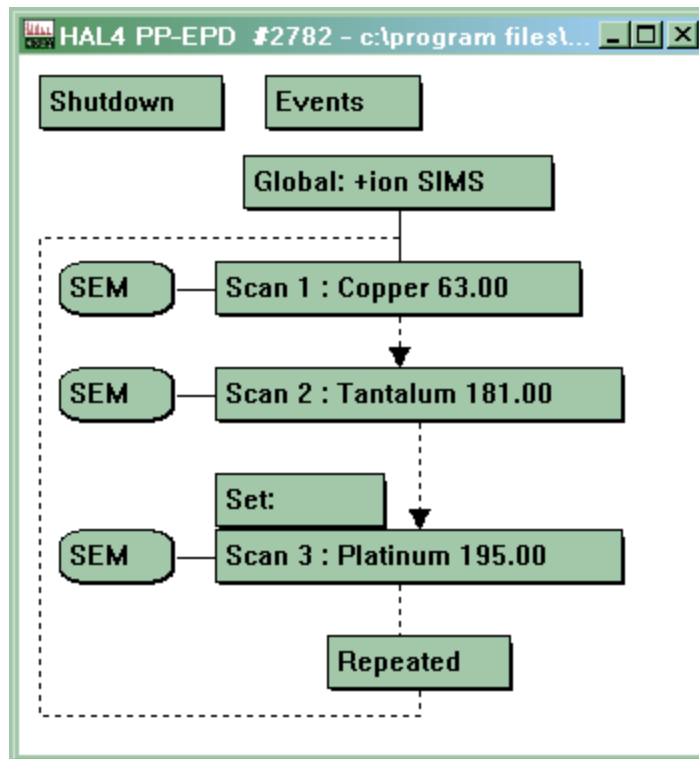 HAL4 PP-EPD #2782 - c:\program files\...
Shutdown
Events
Global: +ion SIMS
SEM
Scan 1 : Copper 63.00
SEM
Scan 2 : Tantalum 181.00
Set:
SEM
Scan 3 : Platinum 195.00
Repeated